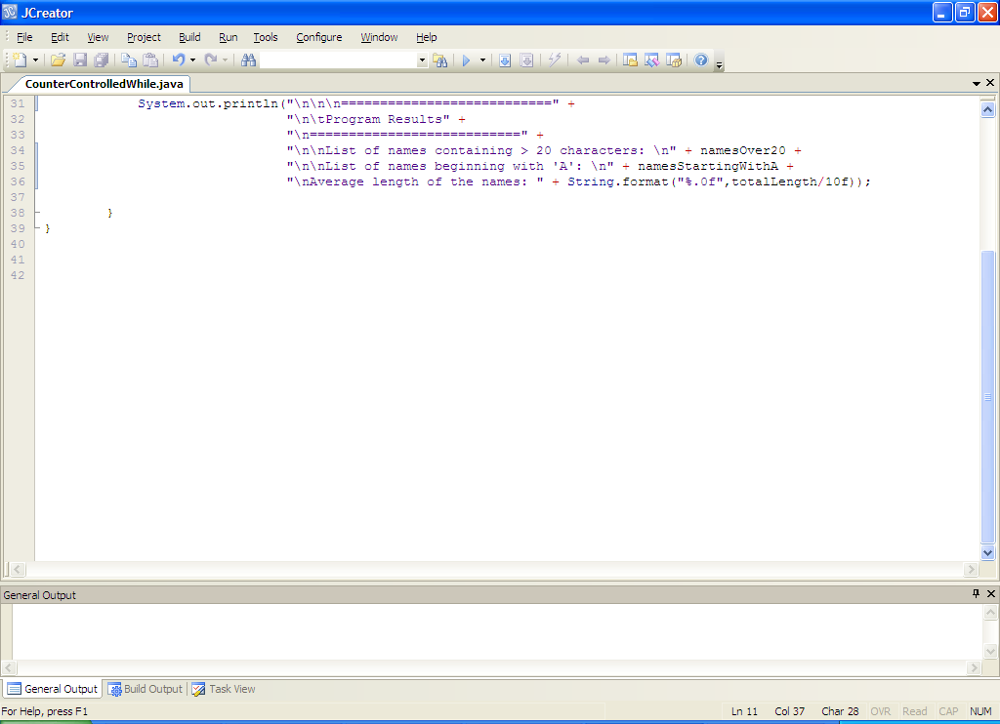 JCreator
File Edit View Project Build Run Tools Configure Window Help
CounterControlledWhile.java
31 System.out.println("\n\n\n===========================" +
32 "\n\tProgram Results" +
33 "\n===========================" +
34 "\n\nList of names containing > 20 characters: \n" + namesOver20 +
35 "\n\nList of names beginning with 'A': \n" + namesStartingWithA +
36 "\nAverage length of the names: " + String.format("%.0f",totalLength/10f));
37
38 }
39 }
40
41
42
General Output
General Output Build Output Task View
For Help, press F1 Ln 11 Col 37 Char 28 OVR Read CAP NUM